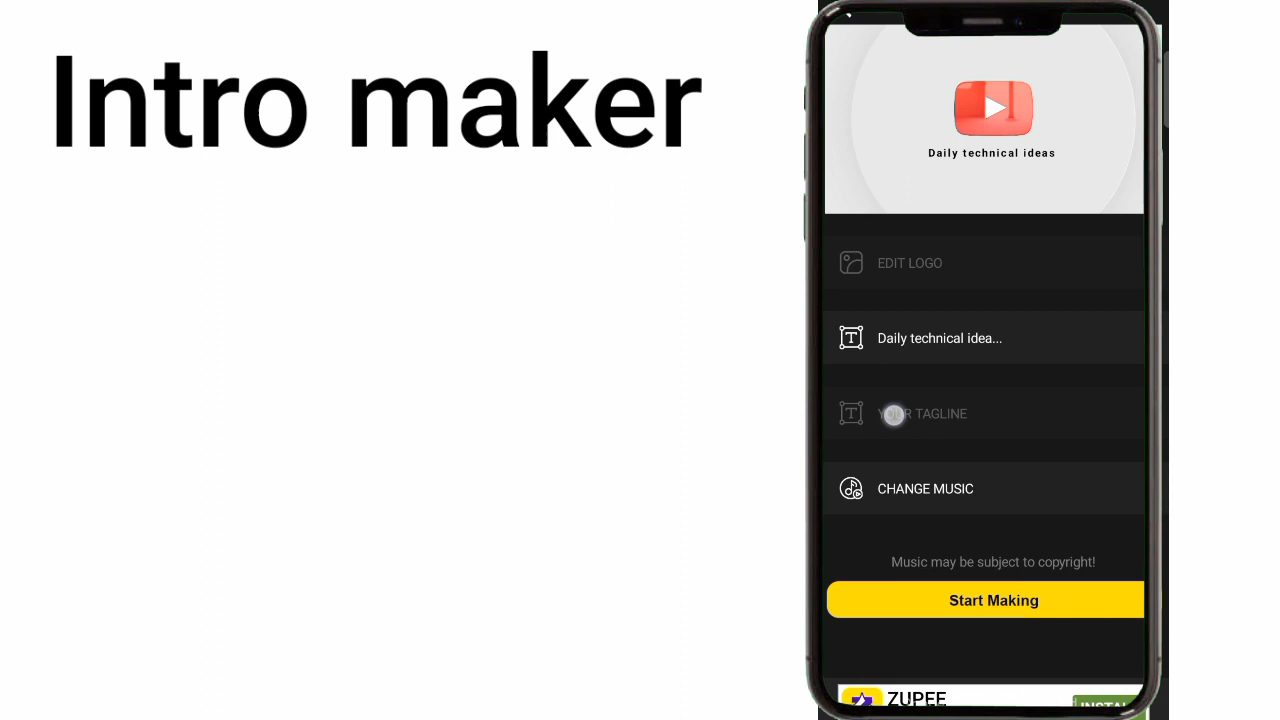 Intro maker
Daily technical ideas
EDIT LOGO
Daily technical idea...
YOUR TAGLINE
CHANGE MUSIC
Music may be subject to copyright!
Start Making
ZUPEE